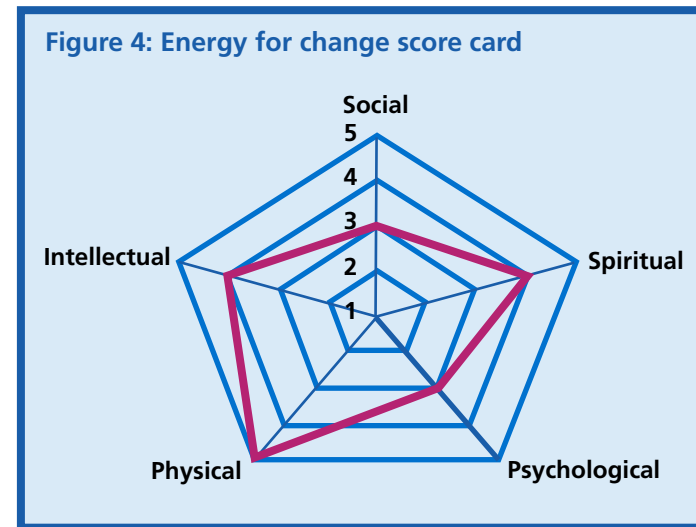 Figure 4: Energy for change score card
Social
5
4
3
2
1
Intellectual
Spiritual
Physical
Psychological